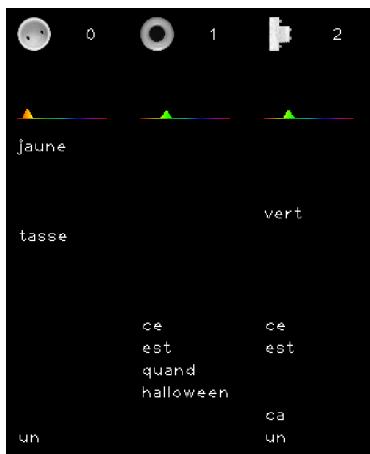 0 1 2
jaune
vert
tasse
ce ce
est est
quand
halloween
ca
un un